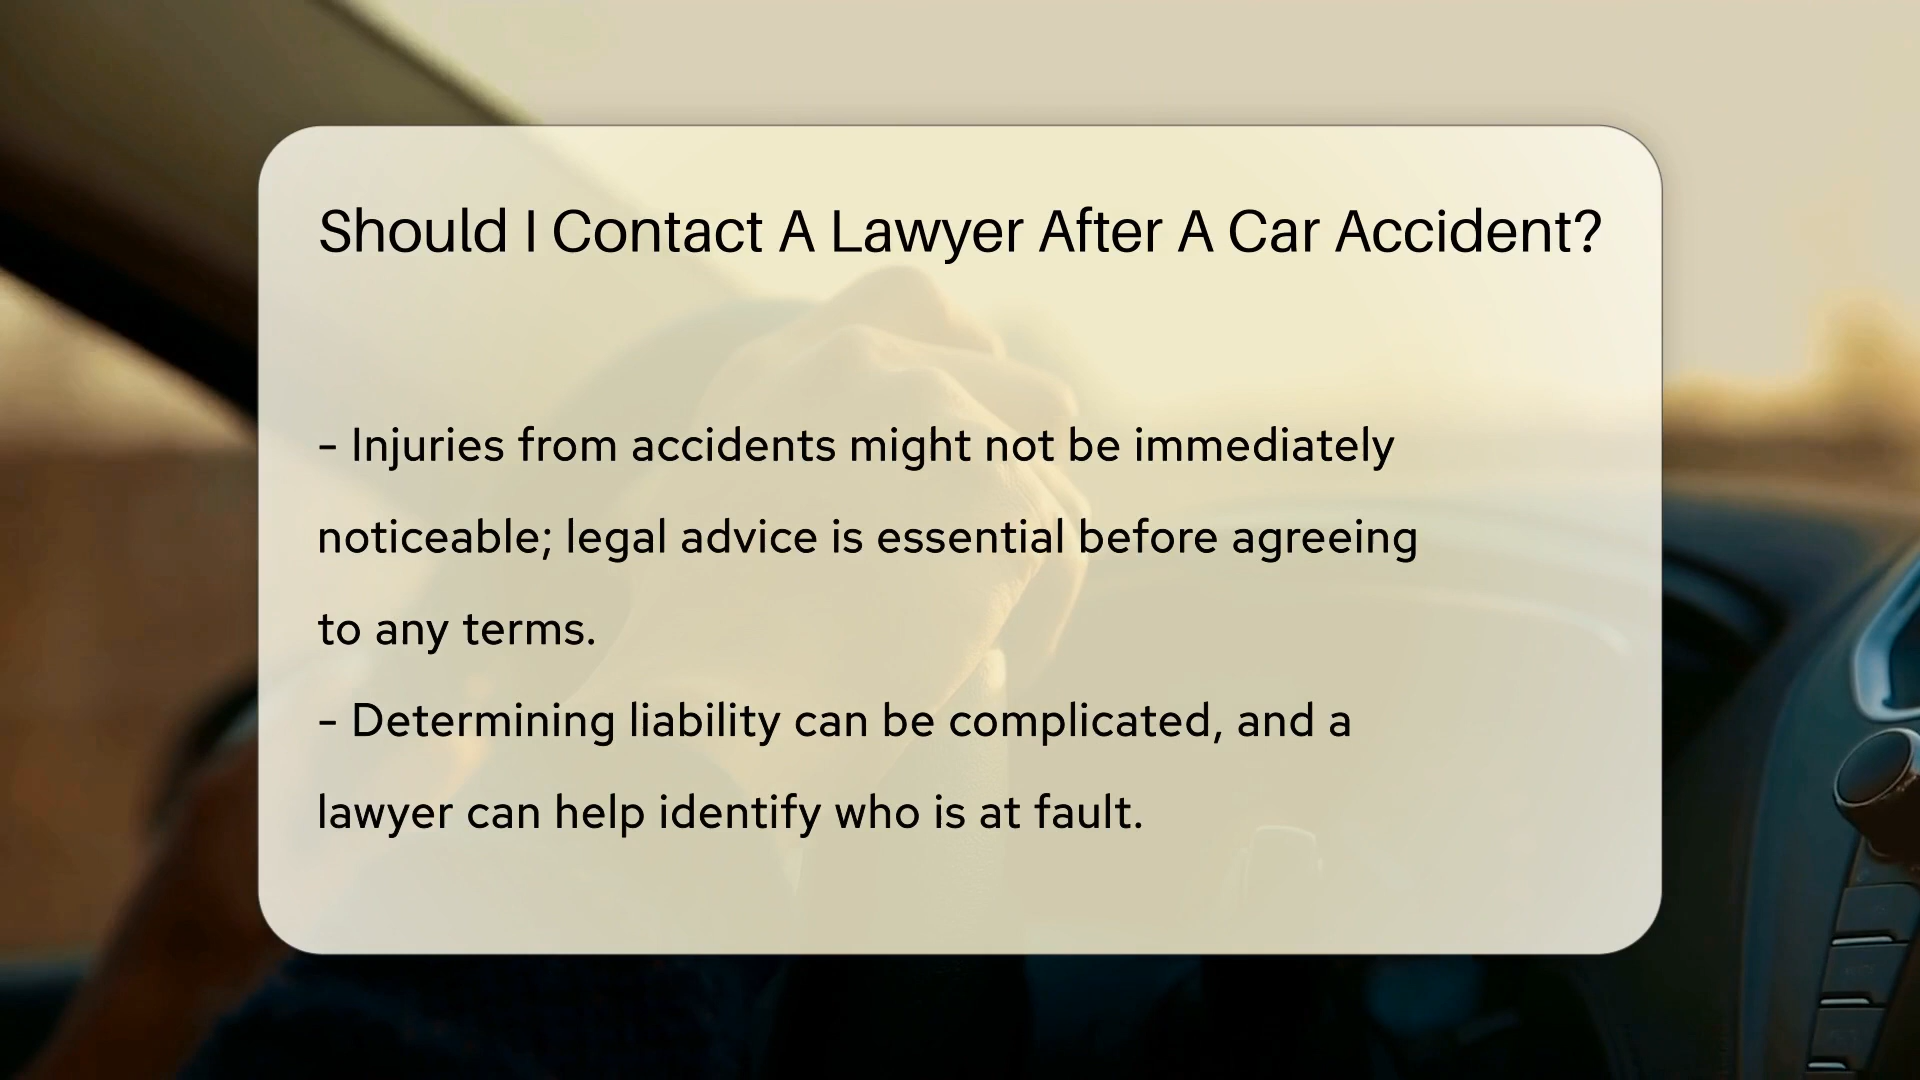 Should I Contact A Lawyer After A Car Accident?
- Injuries from accidents might not be immediately
noticeable; legal advice is essential before agreeing
to any terms.
- Determining liability can be complicated, and a
lawyer can help identify who is at fault.